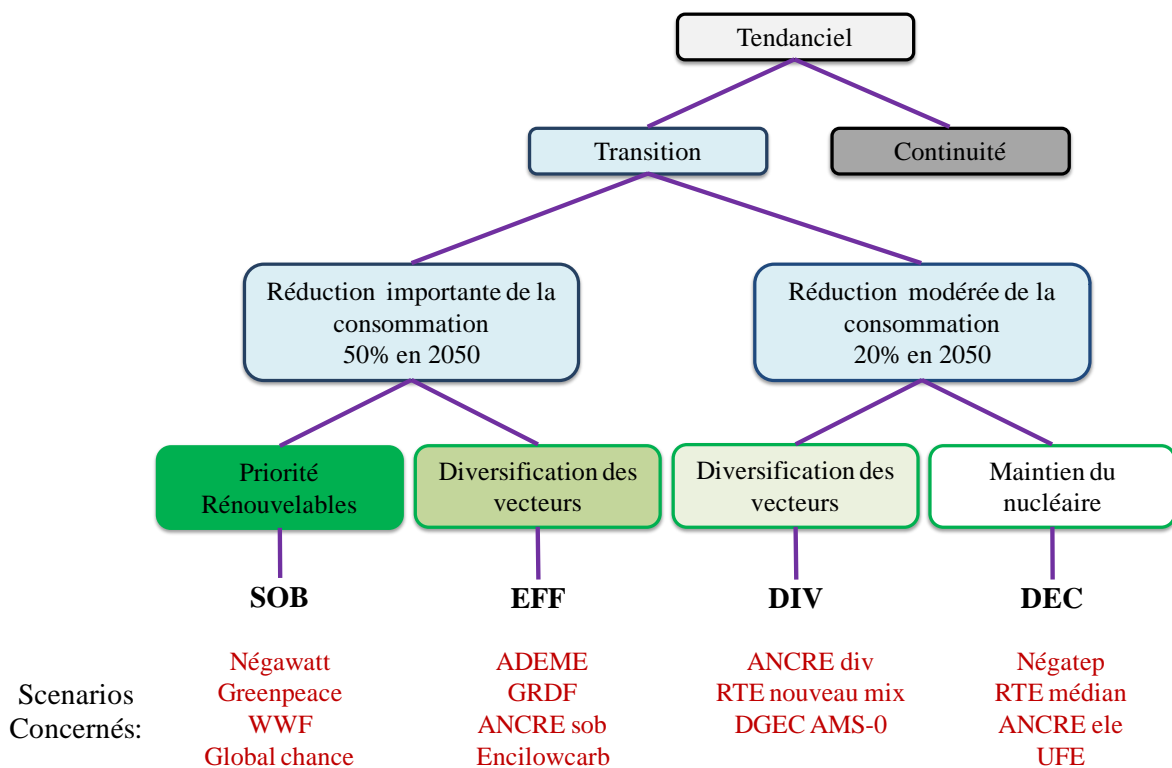 Tendanciel
Transition
Continuité
Réduction importante de la
consommation
50% en 2050
Réduction modérée de la
consommation
20% en 2050
Priorité
Rénouvelables
Diversification des
vecteurs
Diversification des
vecteurs
Maintien du
nucléaire
SOB
EFF
DIV
DEC
Scenarios
Concernés:
Négawatt
Greenpeace
WWF
Global chance
ADEME
GRDF
ANCRE sob
Encilowcarb
ANCRE div
RTE nouveau mix
DGEC AMS-0
Négatep
RTE médian
ANCRE ele
UFE